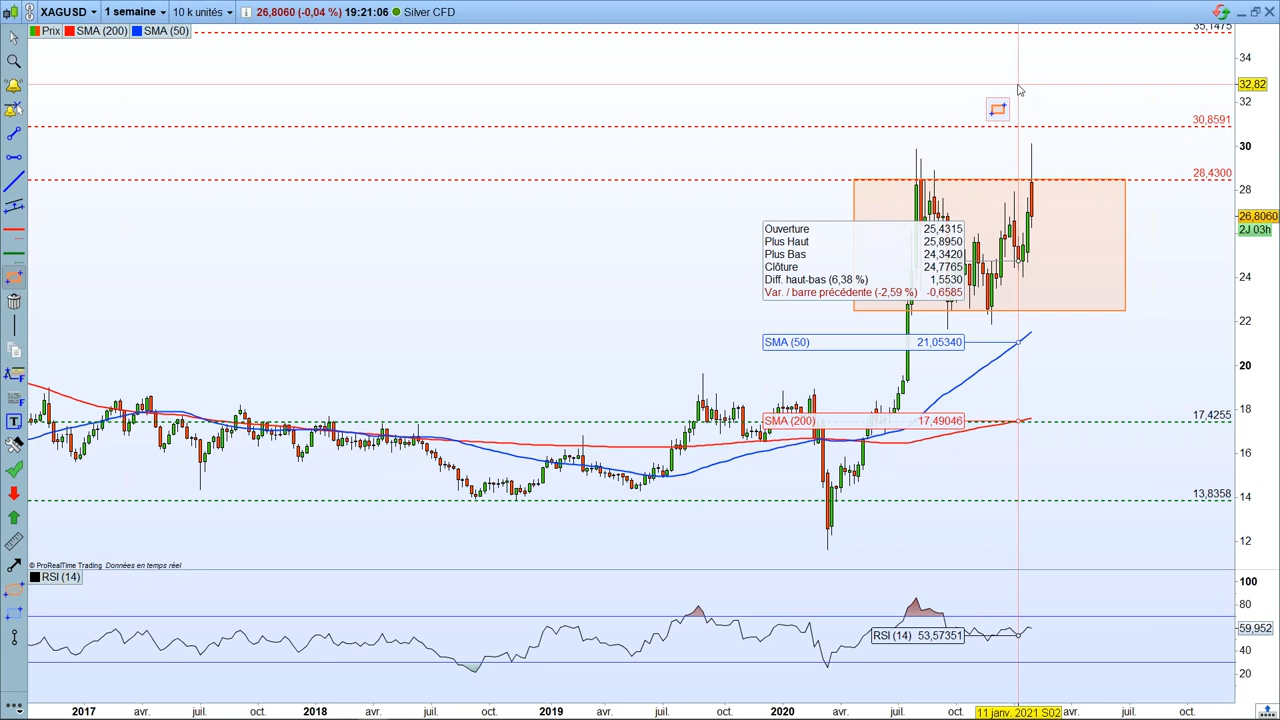 XAGUSD 1 semaine 10 k unités 26,8060 (-0,04 %) 19:21:06 Silver CFD
Prix SMA (200) SMA (50)
35,1475
34
32,82
32
30,8591
30
28,4300
28
26,8060
2J 03h
24
22
20
18
17,4255
16
14
13,8358
12
Ouverture 25,4315
Plus Haut 25,8950
Plus Bas 24,3420
Clôture 24,7765
Diff. haut-bas (6,38 %) 1,5530
Var. / barre précédente (-2,59 %) -0,6585
SMA (50) 21,05340
SMA (200) 17,49046
© ProRealTime Trading Données en temps réel
RSI (14)
100
80
59,952
40
20
RSI (14) 53,57351
2017 avr. juil. oct. 2018 avr. juil. oct. 2019 avr. juil. oct. 2020 avr. juil. oct. 11 janv. 2021 S02 avr. juil. oct.